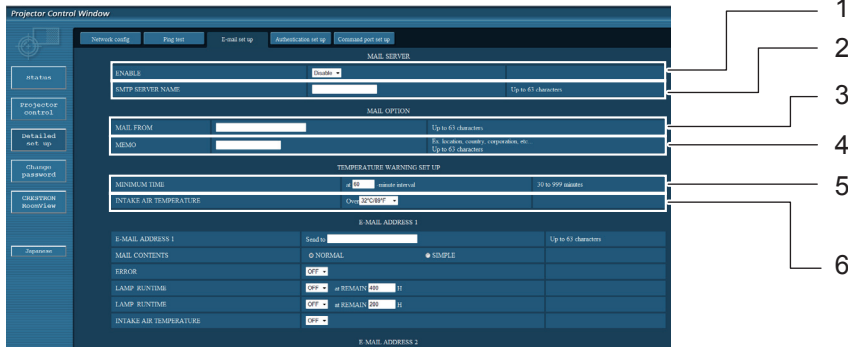 Projector Control Window
Network config Ping test E-mail set up Authentication set up Command port set up
MAIL SERVER
ENABLE Disable 1
SMTP SERVER NAME Up to 63 characters 2
MAIL OPTION
MAIL FROM Up to 63 characters 3
MEMO Ex. location, country, corporation, etc... Up to 63 characters 4
TEMPERATURE WARNING SET UP
MINIMUM TIME at 60 minute interval 30 to 999 minutes 5
INTAKE AIR TEMPERATURE Over 32°C/89°F 6
E-MAIL ADDRESS 1
E-MAIL ADDRESS 1 Send to Up to 63 characters
MAIL CONTENTS NORMAL SIMPLE
ERROR OFF
LAMP RUNTIME OFF at REMAIN 400 H
LAMP RUNTIME OFF at REMAIN 200 H
INTAKE AIR TEMPERATURE OFF
E-MAIL ADDRESS 2
Status
Projector control
Detailed set up
Change password
CRESTRON RoomView
Japanese